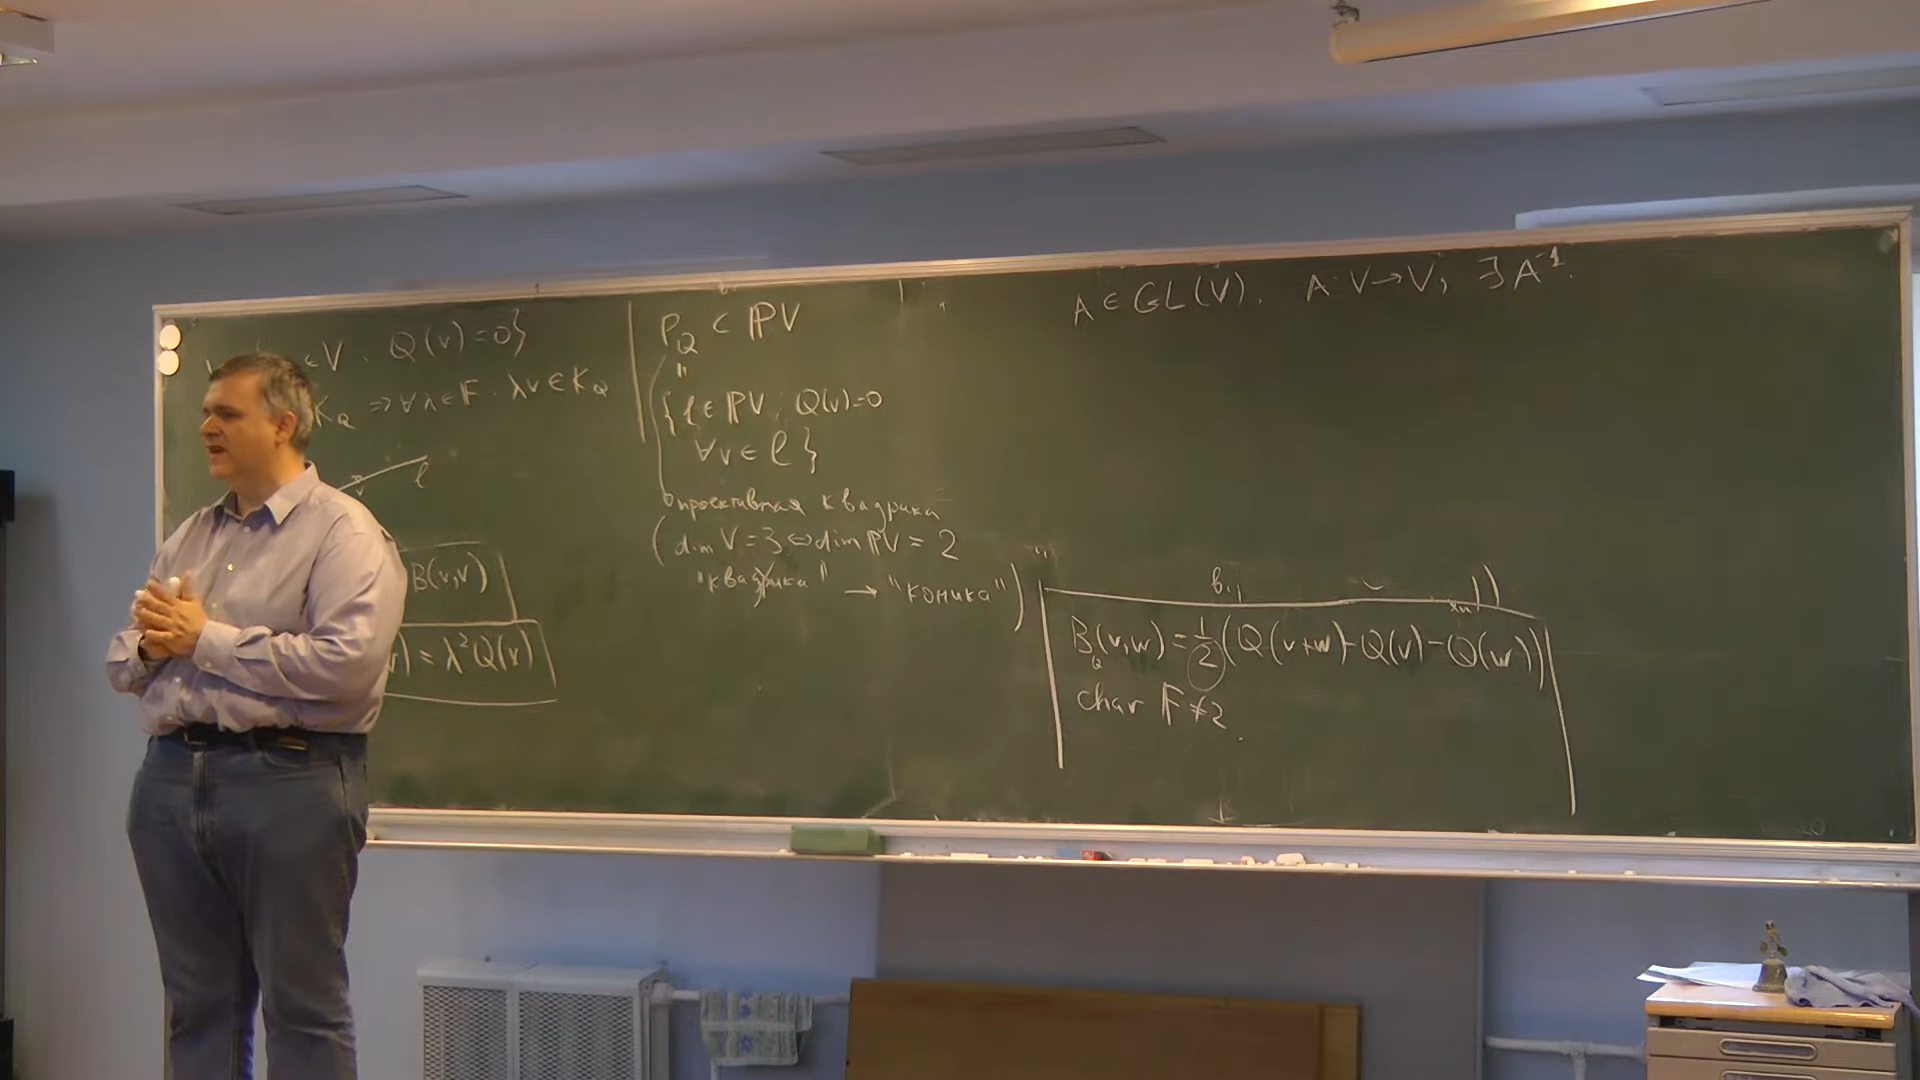 ∈V, Q(v)=0}
K_Q ⇒ ∀λ∈𝔽, λv∈K_Q
v ℓ
B(v,v)
v) = λ²Q(v)
P_Q ⊂ ℙV
"
{ℓ∈ℙV, Q(v)=0
∀v∈ℓ}
проективная квадрика
(dim V=3 ⇔ dim ℙV = 2
"квадрика" → "коника")
A∈GL(V). A:V→V, ∃A⁻¹.
b_ij
B_Q(v,w) = 1/2 (Q(v+w)-Q(v)-Q(w))
char 𝔽≠2.